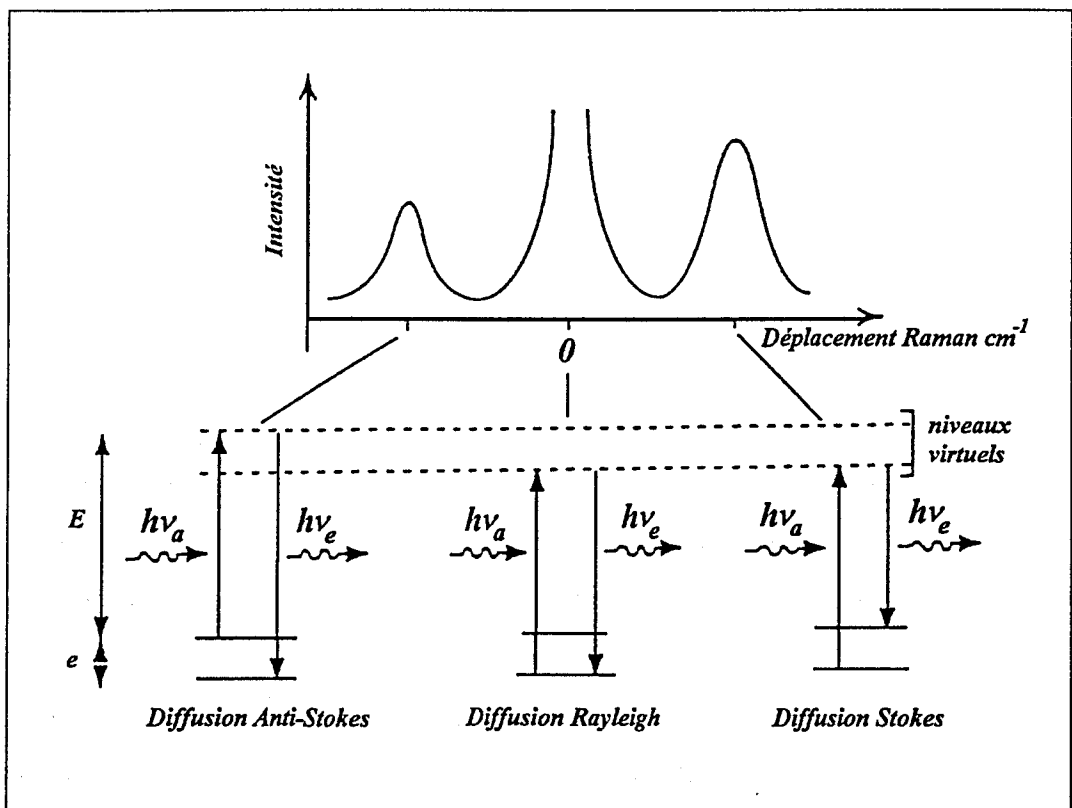 Intensité
0
Déplacement Raman cm⁻¹
niveaux
virtuels
E
e
hνₐ
hνₑ
hνₐ
hνₑ
hνₐ
hνₑ
Diffusion Anti-Stokes
Diffusion Rayleigh
Diffusion Stokes